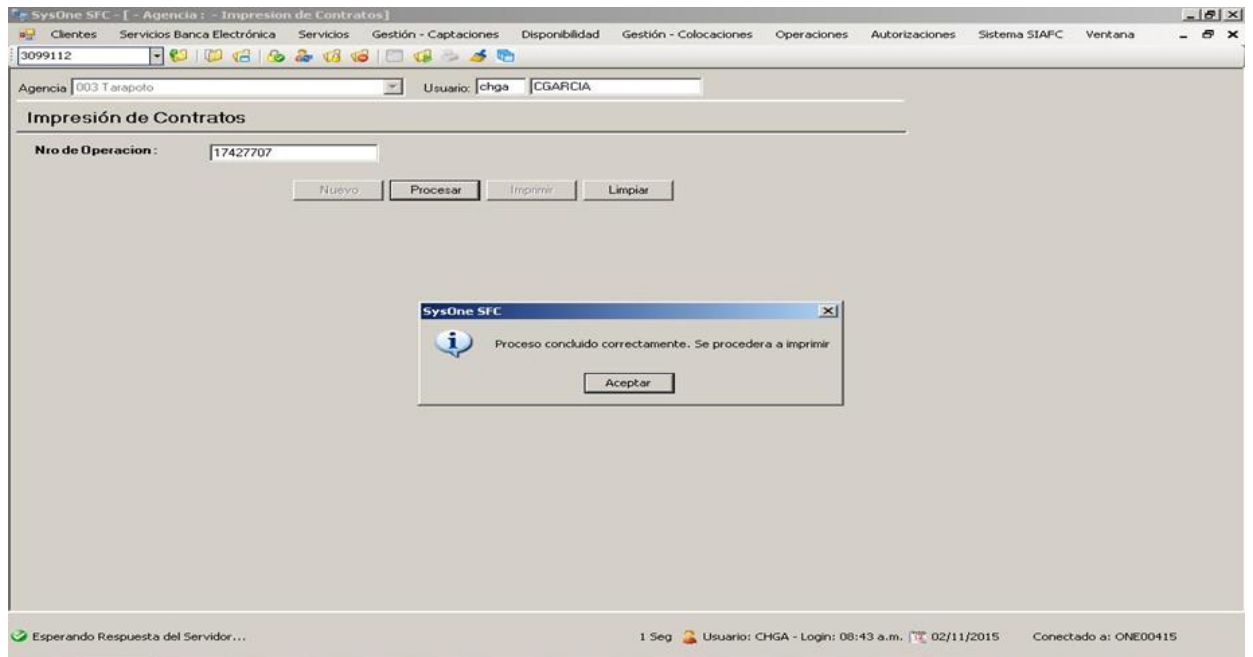 SysOne SFC - [ - Agencia : - Impresion de Contratos]
Clientes Servicios Banca Electrónica Servicios Gestión - Captaciones Disponibilidad Gestión - Colocaciones Operaciones Autorizaciones Sistema SIAFC Ventana
3099112
Agencia 003 Tarapoto Usuario: chga CGARCIA
Impresión de Contratos
Nro de Operacion : 17427707
Nuevo Procesar Imprimir Limpiar
SysOne SFC
Proceso concluido correctamente. Se procedera a imprimir
Aceptar
Esperando Respuesta del Servidor... 1 Seg Usuario: CHGA - Login: 08:43 a.m. 02/11/2015 Conectado a: ONE00415